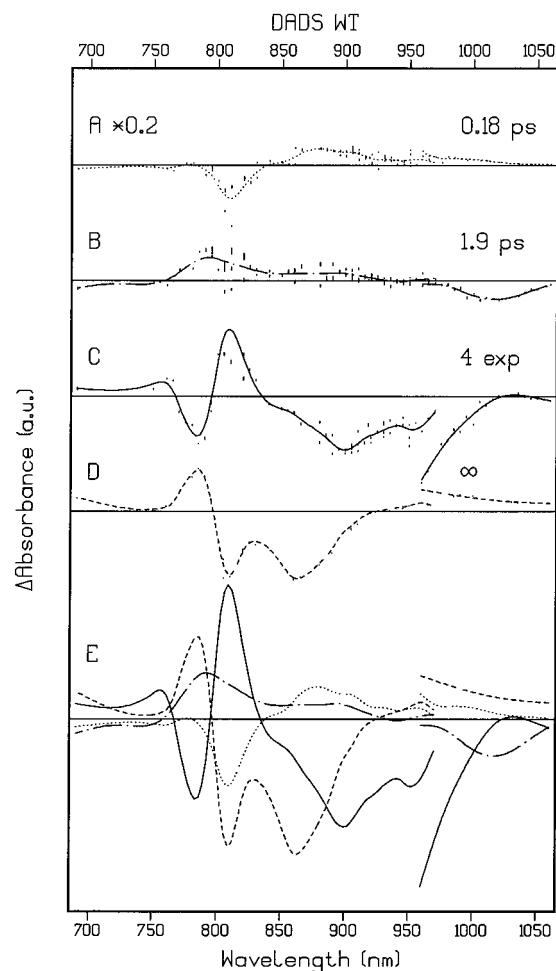 DADS WT
700 750 800 850 900 950 1000 1050
A *0.2 0.18 ps
B 1.9 ps
C 4 exp
D ∞
E
ΔAbsorbance (a.u.)
700 750 800 850 900 950 1000 1050
Wavelength (nm)